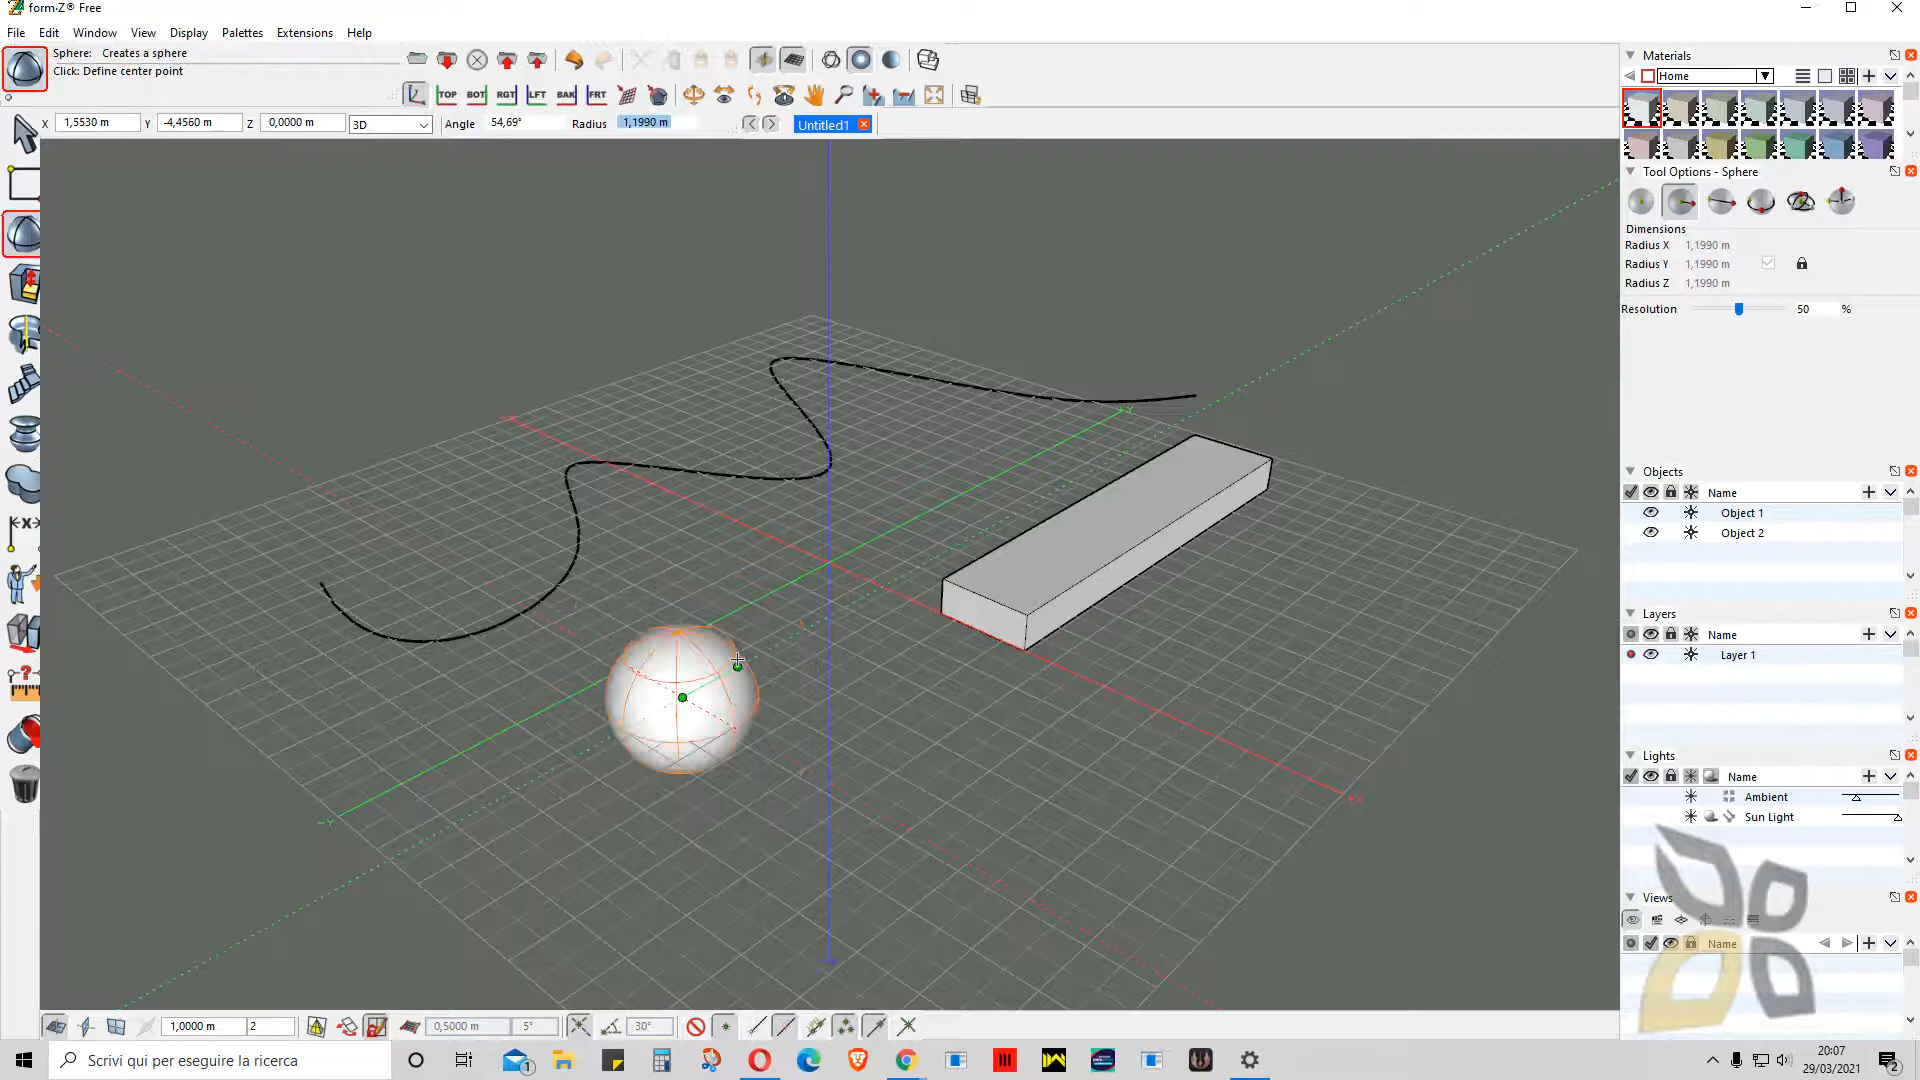 form·Z® Free
File Edit Window View Display Palettes Extensions Help
Sphere: Creates a sphere
Click: Define center point
TOP BOT RGT LFT BAK FRT
X 1,5530 m Y -4,4560 m Z 0,0000 m 3D Angle 54,69° Radius 1,1990 m Untitled1
Materials
Home
Tool Options - Sphere
Dimensions
Radius X 1,1990 m
Radius Y 1,1990 m
Radius Z 1,1990 m
Resolution 50 %
Objects
Name
Object 1
Object 2
Layers
Name
Layer 1
Lights
Name
Ambient
Sun Light
Views
Name
+Y
-Y
+X
1,0000 m 2 0,5000 m 5° 30°
Scrivi qui per eseguire la ricerca
20:07
29/03/2021